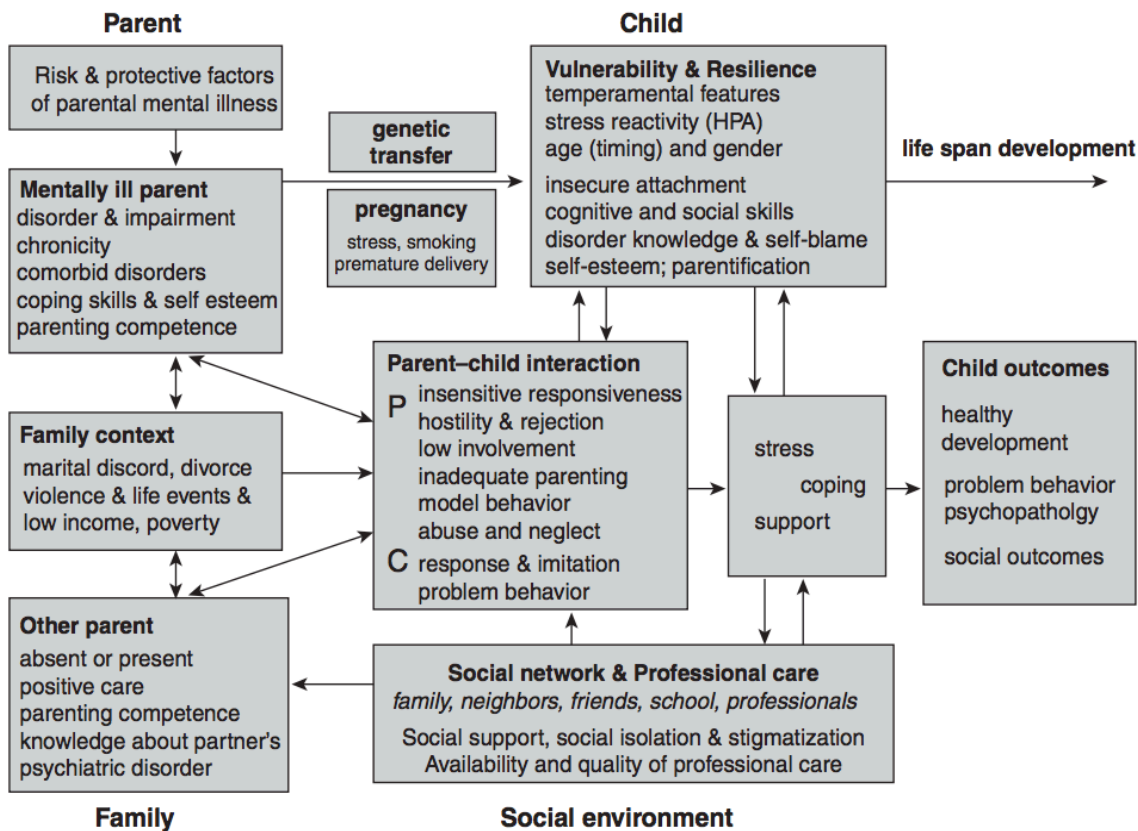 Parent
Child
Risk & protective factors
of parental mental illness
Mentally ill parent
disorder & impairment
chronicity
comorbid disorders
coping skills & self esteem
parenting competence
genetic
transfer
pregnancy
stress, smoking
premature delivery
Vulnerability & Resilience
temperamental features
stress reactivity (HPA)
age (timing) and gender
insecure attachment
cognitive and social skills
disorder knowledge & self-blame
self-esteem; parentification
life span development
Family context
marital discord, divorce
violence & life events &
low income, poverty
Parent–child interaction
P insensitive responsiveness
hostility & rejection
low involvement
inadequate parenting
model behavior
abuse and neglect
C response & imitation
problem behavior
stress
coping
support
Child outcomes
healthy
development
problem behavior
psychopatholgy
social outcomes
Other parent
absent or present
positive care
parenting competence
knowledge about partner's
psychiatric disorder
Social network & Professional care
family, neighbors, friends, school, professionals
Social support, social isolation & stigmatization
Availability and quality of professional care
Family
Social environment